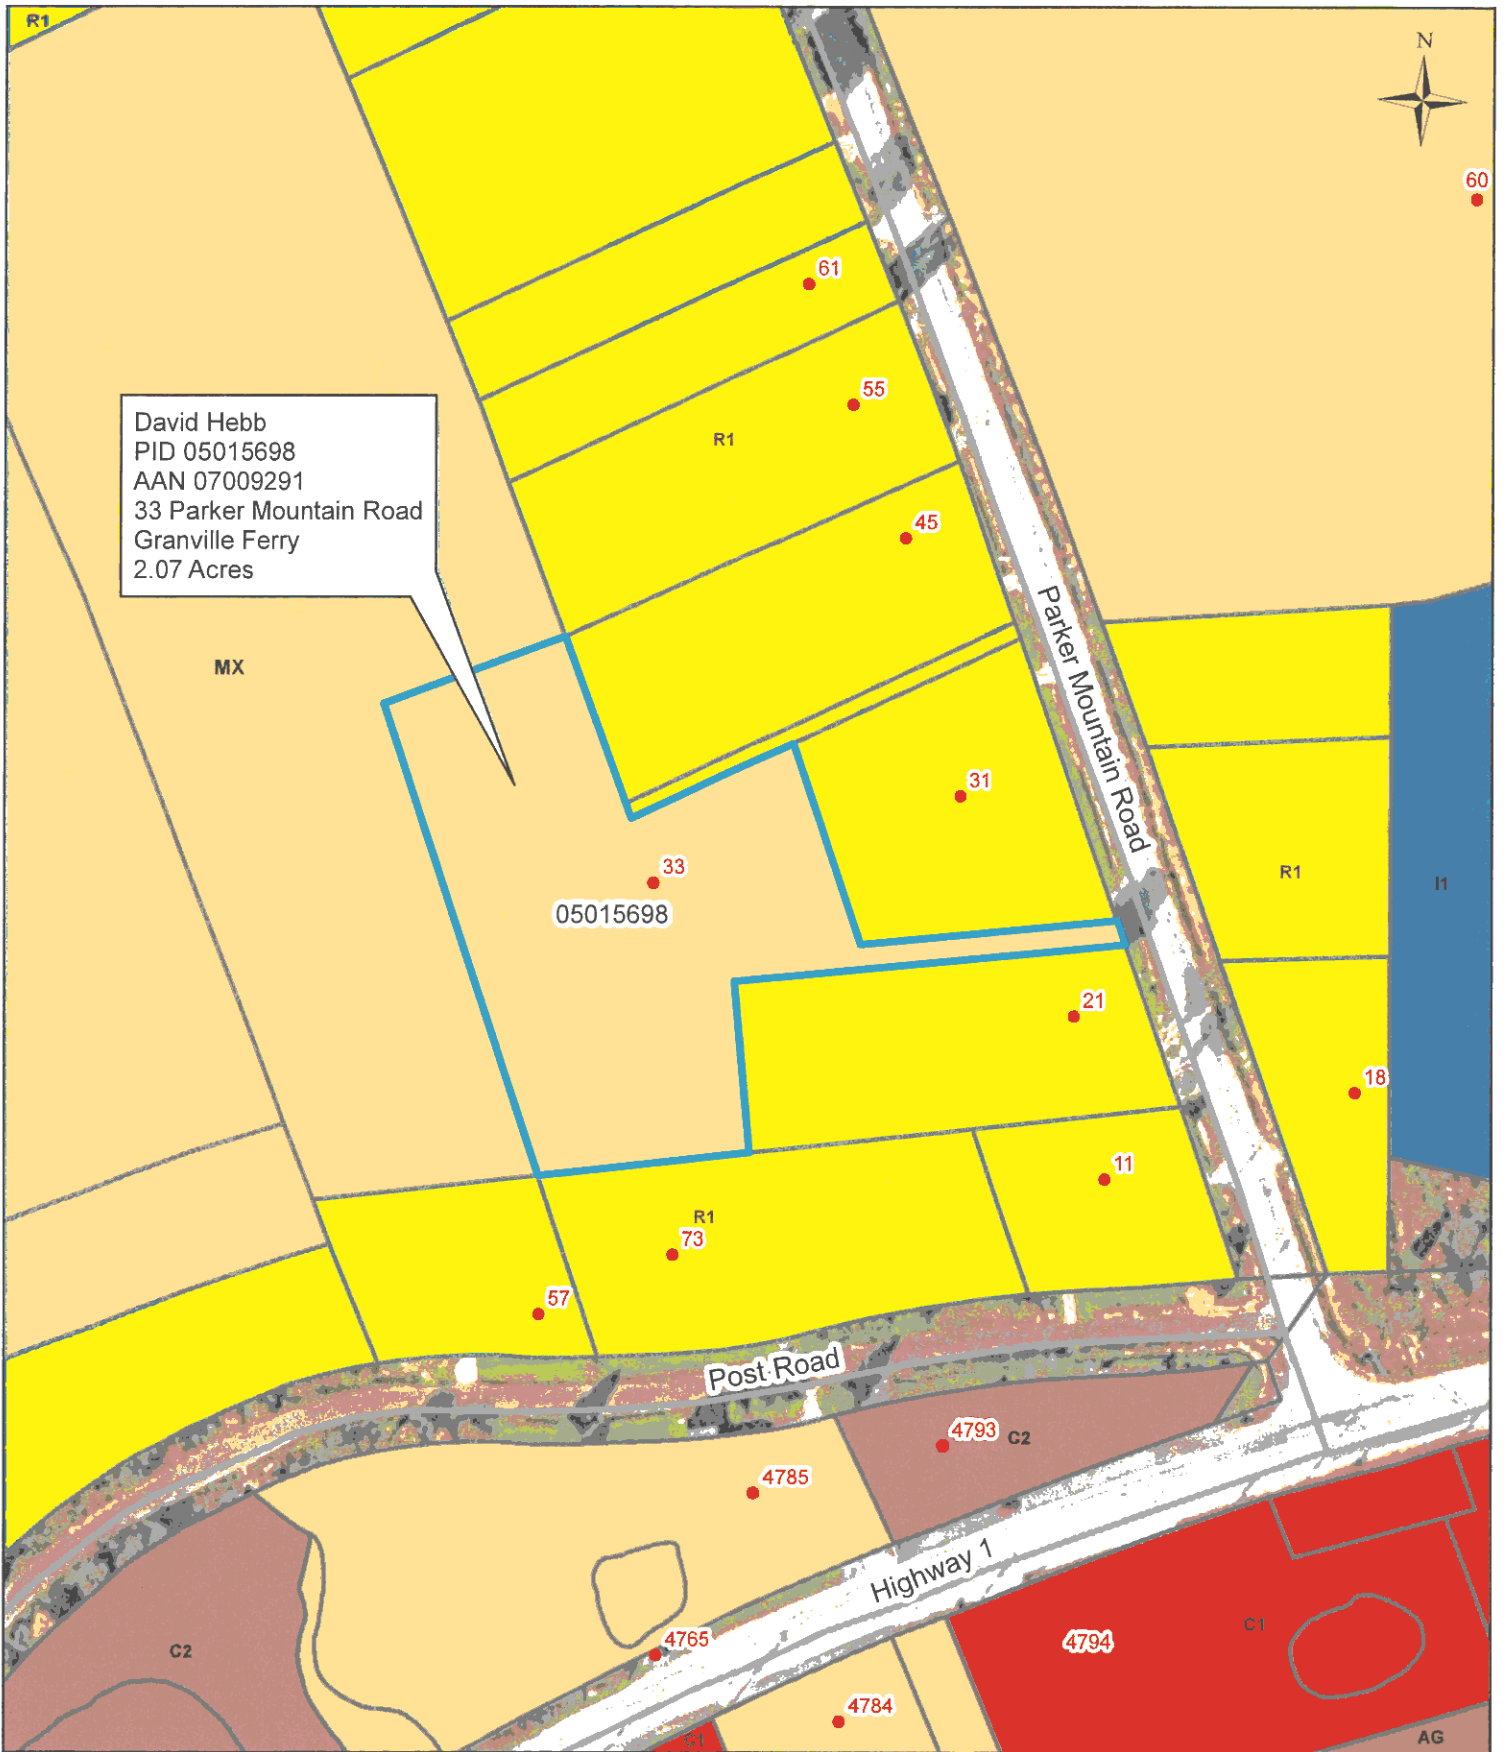 R1
N
60
61
55
R1
David Hebb
PID 05015698
AAN 07009291
33 Parker Mountain Road
Granville Ferry
2.07 Acres
45
Parker Mountain Road
MX
31
33
05015698
R1
I1
21
18
11
R1
73
57
Post Road
4793
C2
4785
Highway 1
4765
4794
C1
C2
4784
C1
AG